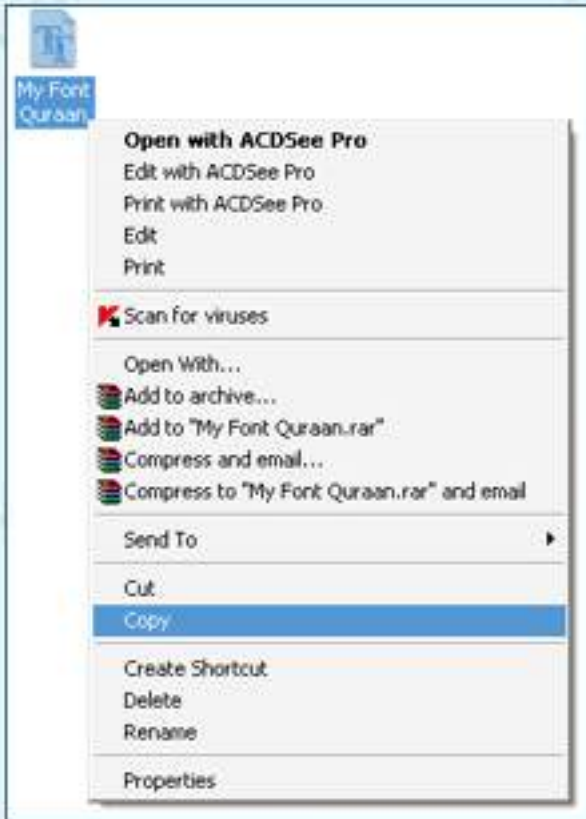 My Font
Quraan
Open with ACDSee Pro
Edit with ACDSee Pro
Print with ACDSee Pro
Edit
Print
Scan for viruses
Open With...
Add to archive...
Add to "My Font Quraan.rar"
Compress and email...
Compress to "My Font Quraan.rar" and email
Send To
Cut
Copy
Create Shortcut
Delete
Rename
Properties